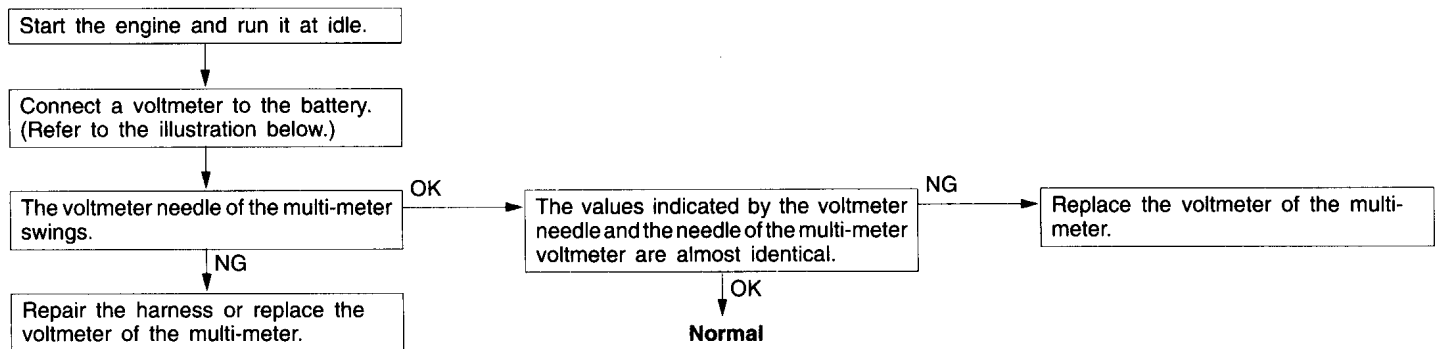 Start the engine and run it at idle.
Connect a voltmeter to the battery.
(Refer to the illustration below.)
The voltmeter needle of the multi-meter
swings.
OK
The values indicated by the voltmeter
needle and the needle of the multi-meter
voltmeter are almost identical.
NG
Replace the voltmeter of the multi-
meter.
NG
Repair the harness or replace the
voltmeter of the multi-meter.
OK
Normal